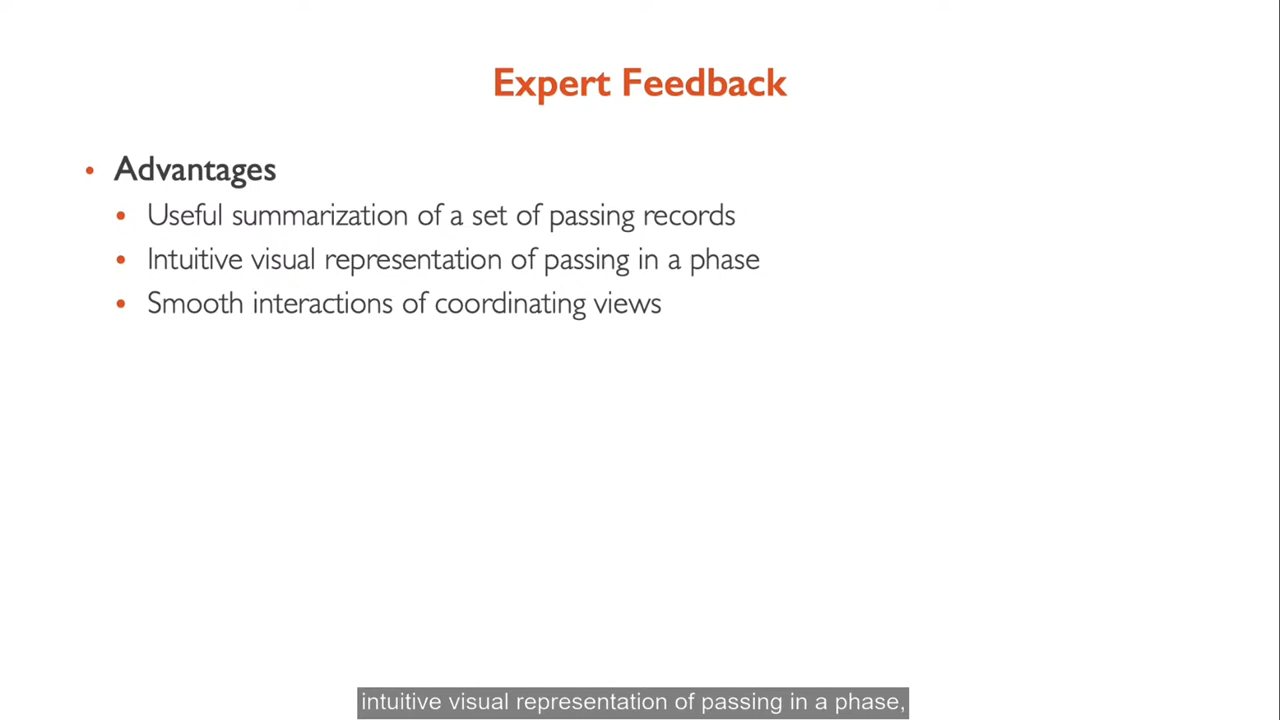 Expert Feedback
• Advantages
• Useful summarization of a set of passing records
• Intuitive visual representation of passing in a phase
• Smooth interactions of coordinating views
intuitive visual representation of passing in a phase,